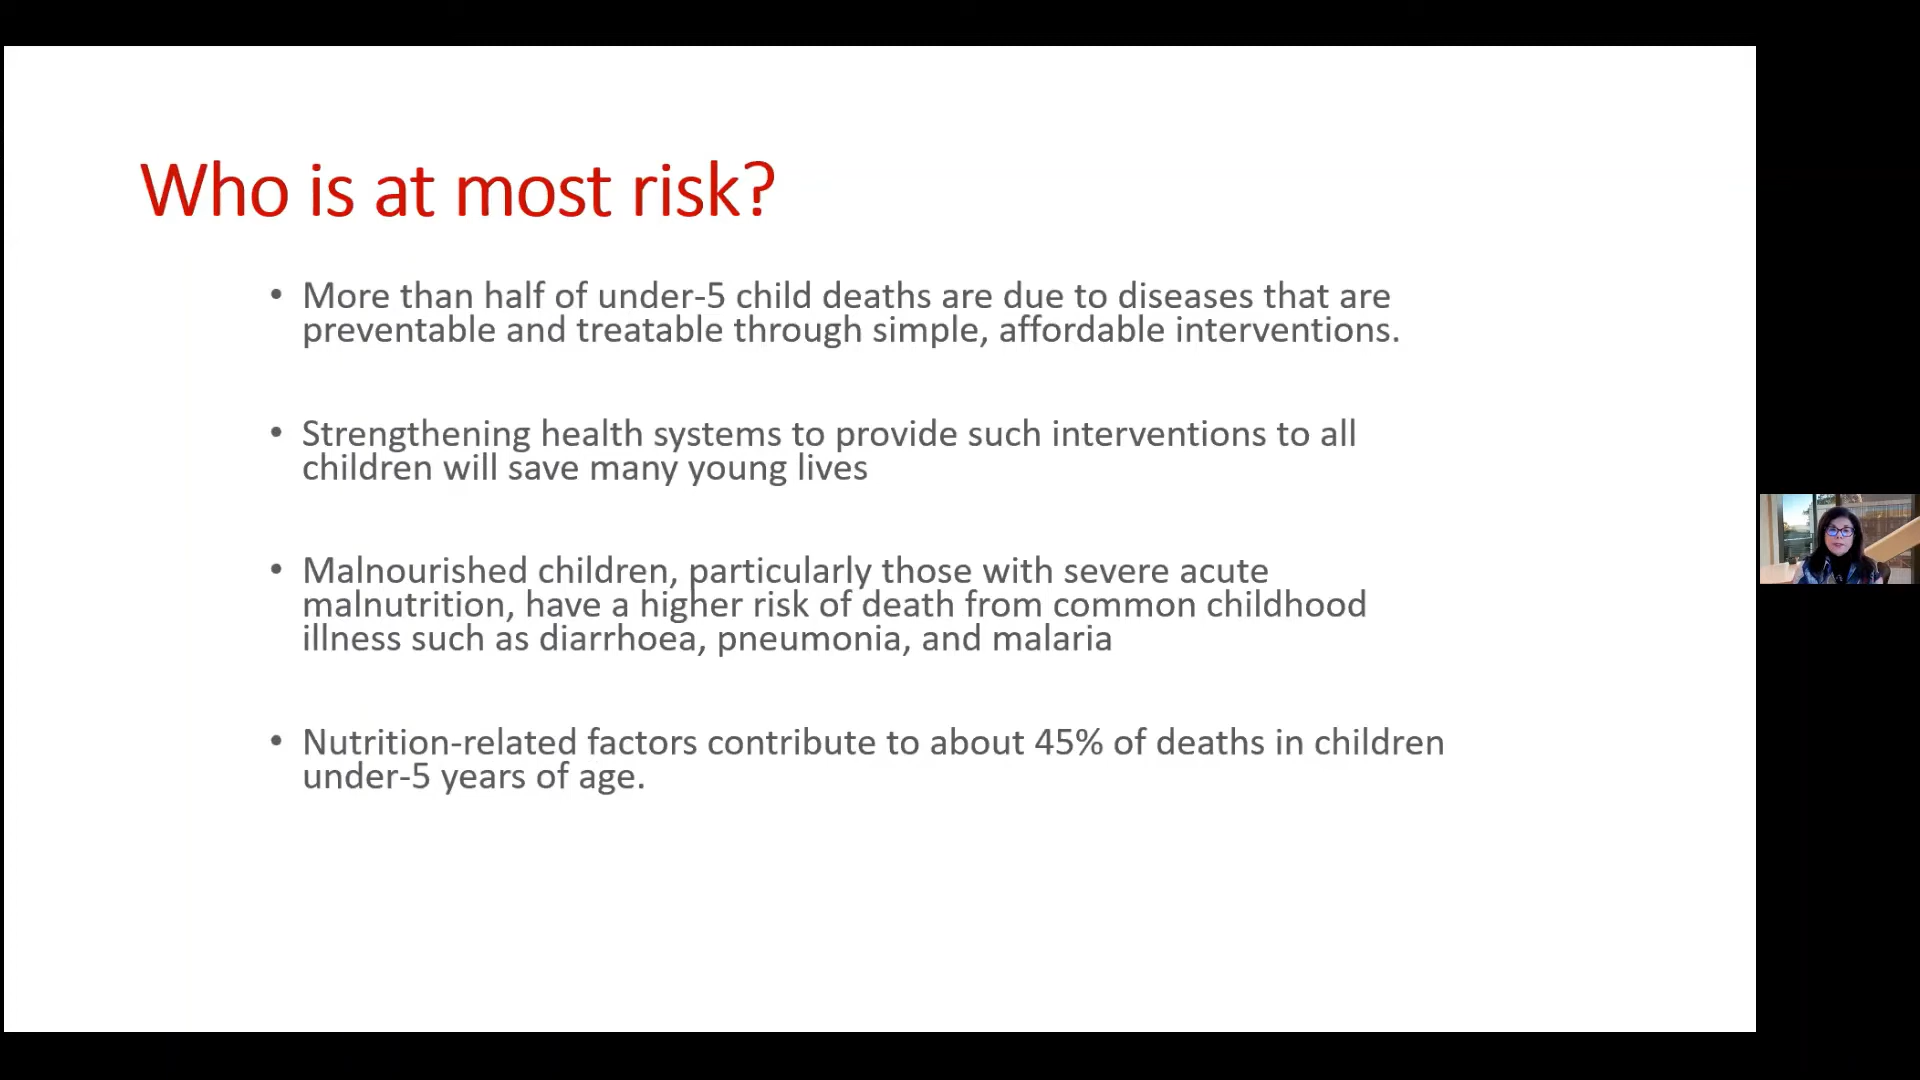 Who is at most risk?
• More than half of under-5 child deaths are due to diseases that are
preventable and treatable through simple, affordable interventions.
• Strengthening health systems to provide such interventions to all
children will save many young lives
• Malnourished children, particularly those with severe acute
malnutrition, have a higher risk of death from common childhood
illness such as diarrhoea, pneumonia, and malaria
• Nutrition-related factors contribute to about 45% of deaths in children
under-5 years of age.